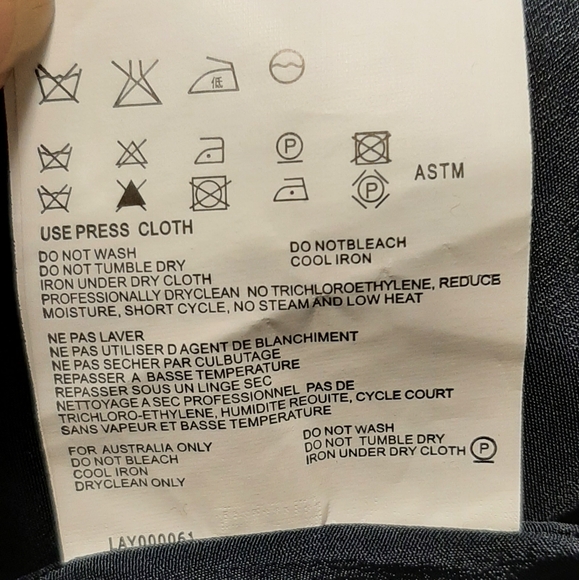 低
P
ASTM
P
USE PRESS CLOTH
DO NOT WASH
DO NOT TUMBLE DRY
IRON UNDER DRY CLOTH
DO NOTBLEACH
COOL IRON
PROFESSIONALLY DRYCLEAN NO TRICHLOROETHYLENE, REDUCE
MOISTURE, SHORT CYCLE, NO STEAM AND LOW HEAT
NE PAS LAVER
NE PAS UTILISER D AGENT DE BLANCHIMENT
NE PAS SECHER PAR CULBUTAGE
REPASSER A BASSE TEMPERATURE
REPASSER SOUS UN LINGE SEC
NETTOYAGE A SEC PROFESSIONNEL PAS DE
TRICHLORO-ETHYLENE, HUMIDITE REOUITE, CYCLE COURT
SANS VAPEUR ET BASSE TEMPERATURE
FOR AUSTRALIA ONLY
DO NOT BLEACH
COOL IRON
DRYCLEAN ONLY
DO NOT WASH
DO NOT TUMBLE DRY
IRON UNDER DRY CLOTH P
LAY000061